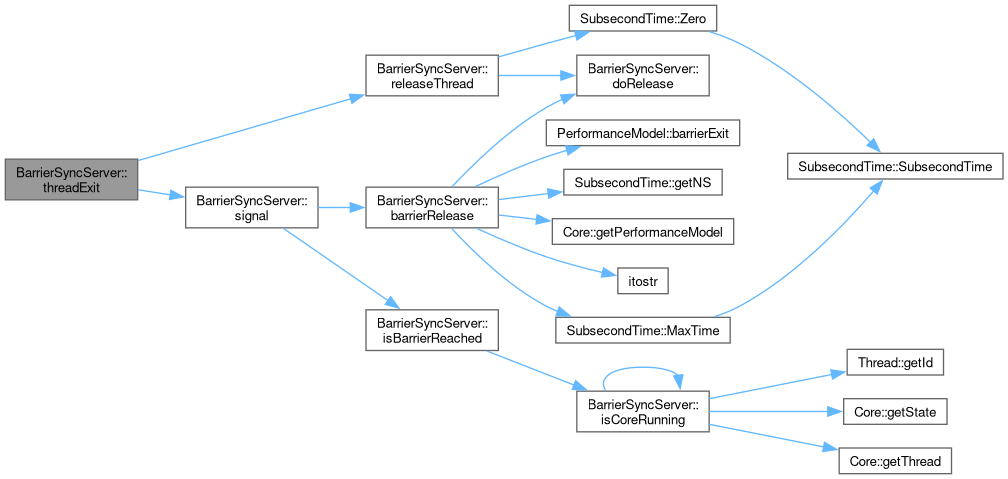 BarrierSyncServer::
threadExit
BarrierSyncServer::
releaseThread
BarrierSyncServer::
signal
SubsecondTime::Zero
BarrierSyncServer::
doRelease
BarrierSyncServer::
barrierRelease
PerformanceModel::barrierExit
SubsecondTime::getNS
Core::getPerformanceModel
itostr
SubsecondTime::MaxTime
SubsecondTime::SubsecondTime
BarrierSyncServer::
isBarrierReached
BarrierSyncServer::
isCoreRunning
Thread::getId
Core::getState
Core::getThread